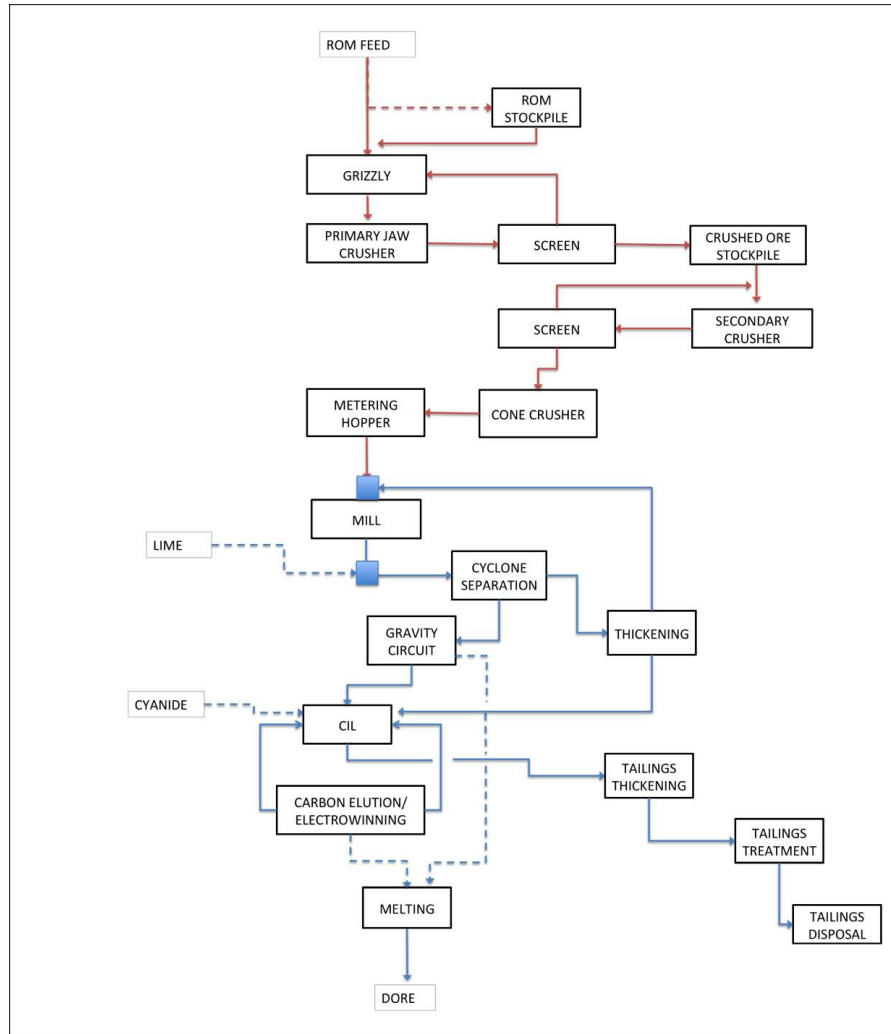 ROM FEED
ROM
STOCKPILE
GRIZZLY
PRIMARY JAW
CRUSHER
SCREEN
CRUSHED ORE
STOCKPILE
SCREEN
SECONDARY
CRUSHER
METERING
HOPPER
CONE CRUSHER
MILL
LIME
CYCLONE
SEPARATION
GRAVITY
CIRCUIT
THICKENING
CYANIDE
CIL
TAILINGS
THICKENING
CARBON ELUTION/
ELECTROWINNING
TAILINGS
TREATMENT
MELTING
TAILINGS
DISPOSAL
DORE